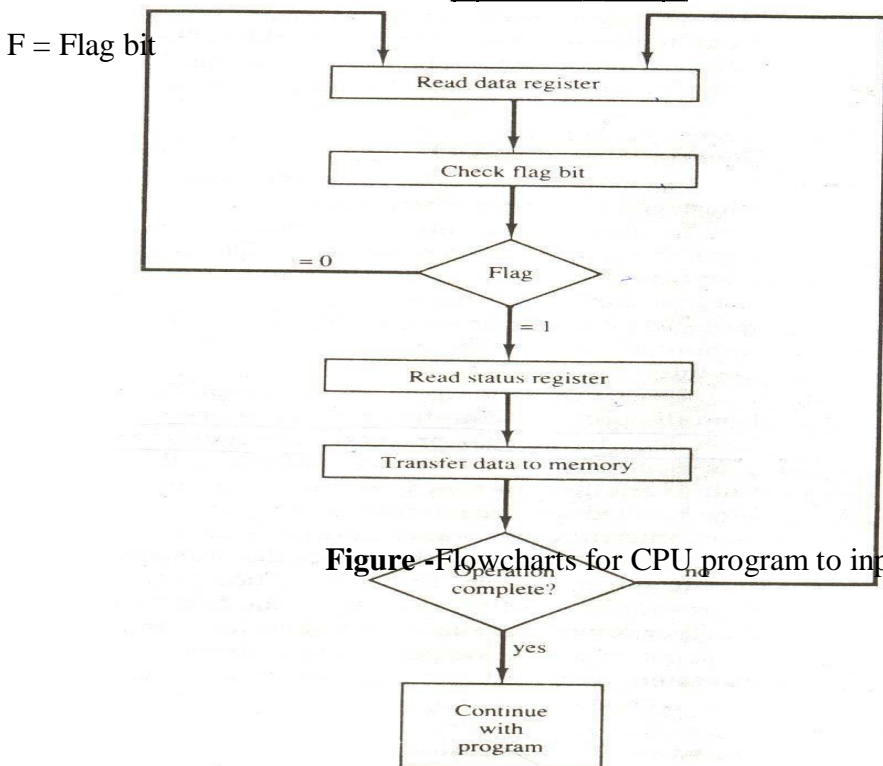 F = Flag bit
Read data register
Check flag bit
Flag
= 0
= 1
Read status register
Transfer data to memory
Figure -Flowcharts for CPU program to inp
Operation
complete?
no
yes
Continue
with
program